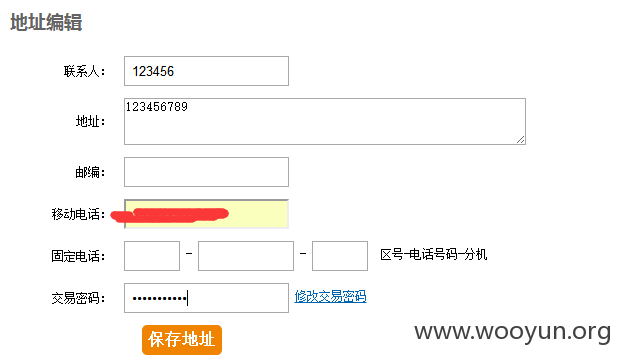 地址编辑
联系人： 123456
地址： 123456789
邮编：
移动电话：
固定电话： - - 区号-电话号码-分机
交易密码： ••••••••••• 修改交易密码
保存地址
www.wooyun.org